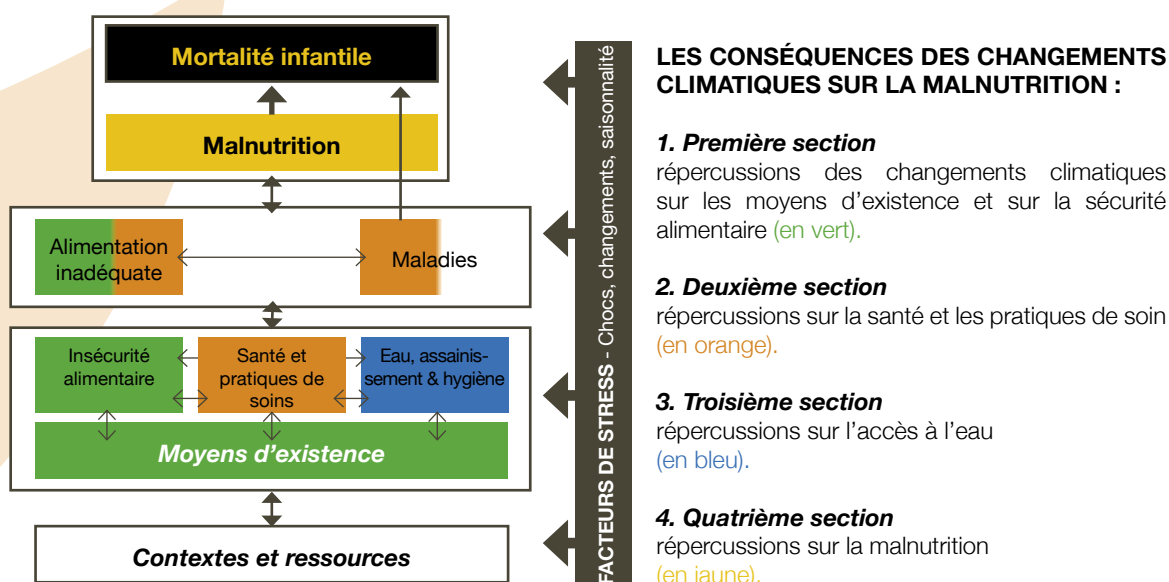 Mortalité infantile
Malnutrition
Alimentation
inadéquate
Maladies
Insécurité
alimentaire
Santé et
pratiques de
soins
Eau, assainis-
sement & hygiène
Moyens d'existence
Contextes et ressources
FACTEURS DE STRESS - Chocs, changements, saisonnalité
LES CONSÉQUENCES DES CHANGEMENTS
CLIMATIQUES SUR LA MALNUTRITION :
1. Première section
répercussions des changements climatiques
sur les moyens d'existence et sur la sécurité
alimentaire (en vert).
2. Deuxième section
répercussions sur la santé et les pratiques de soin
(en orange).
3. Troisième section
répercussions sur l'accès à l'eau
(en bleu).
4. Quatrième section
répercussions sur la malnutrition
(en jaune).